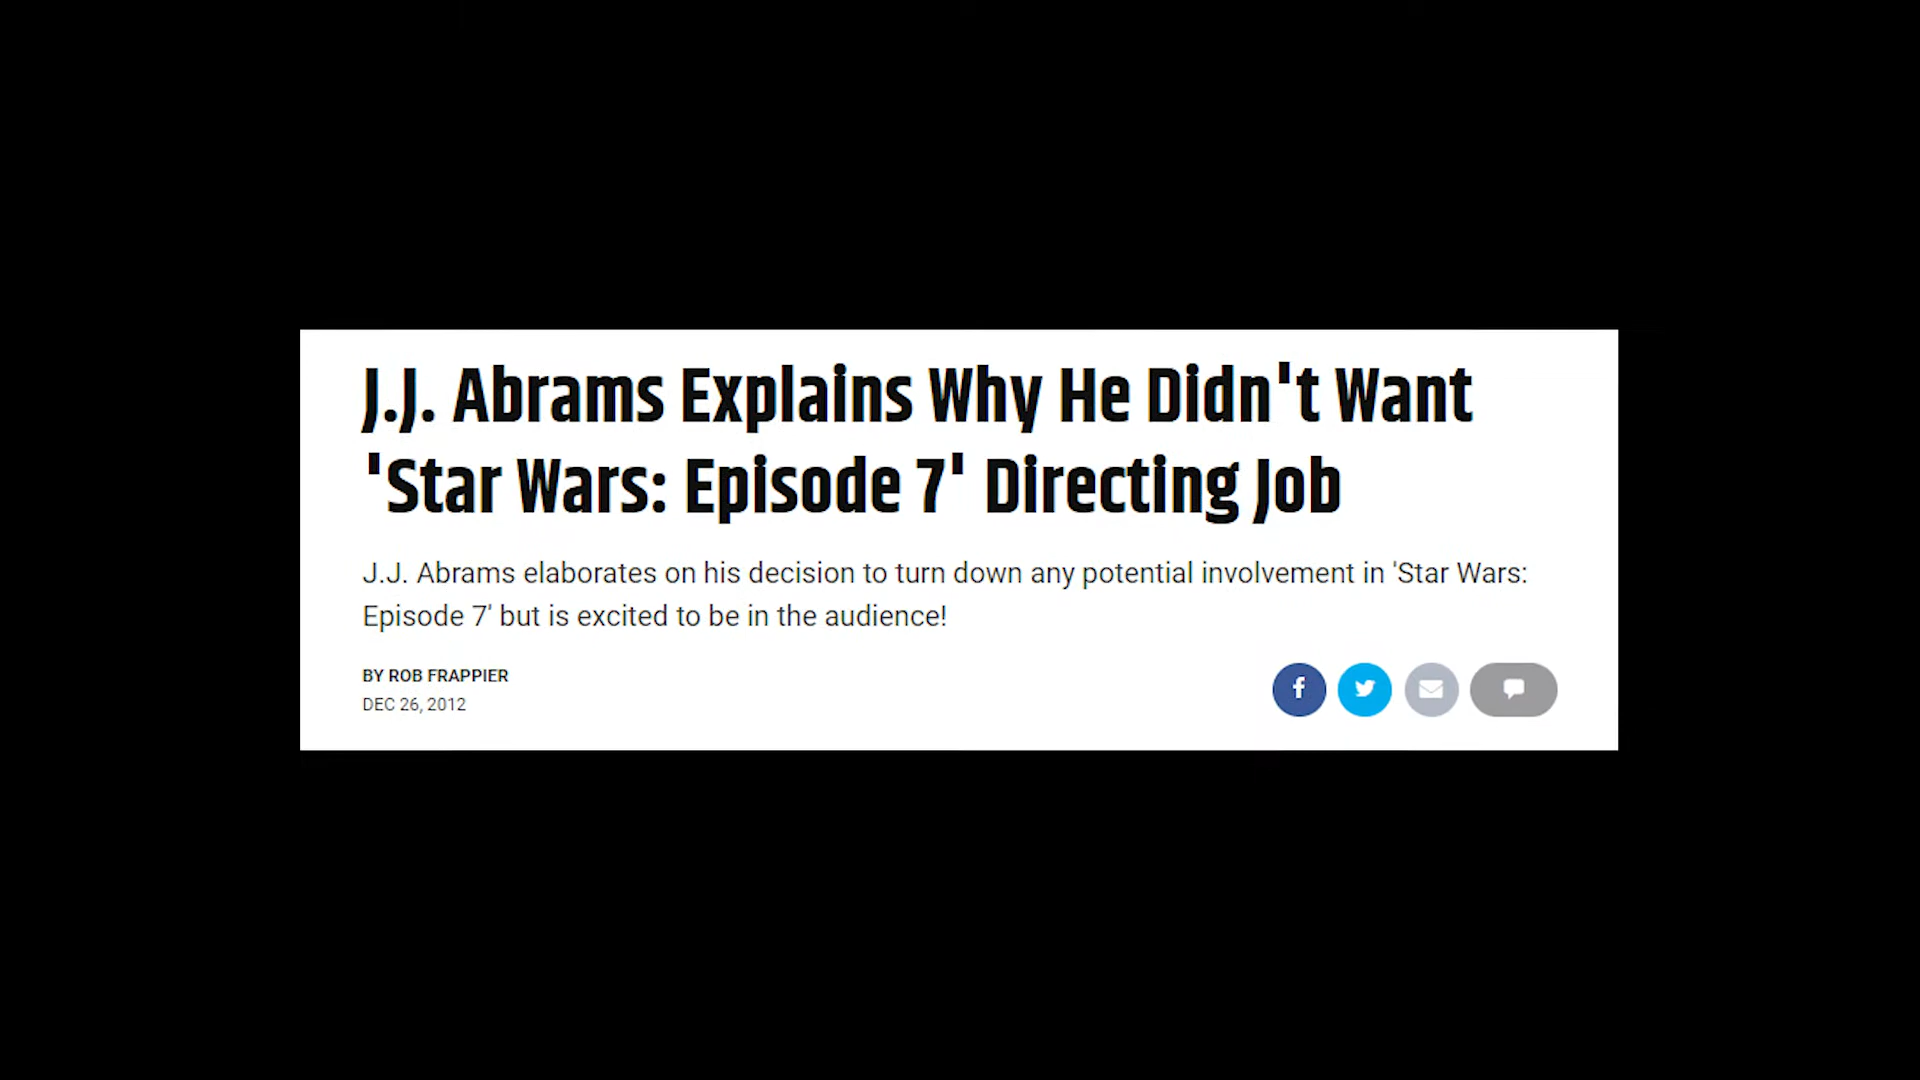 J.J. Abrams Explains Why He Didn't Want
'Star Wars: Episode 7' Directing Job
J.J. Abrams elaborates on his decision to turn down any potential involvement in 'Star Wars:
Episode 7' but is excited to be in the audience!
BY ROB FRAPPIER
DEC 26, 2012